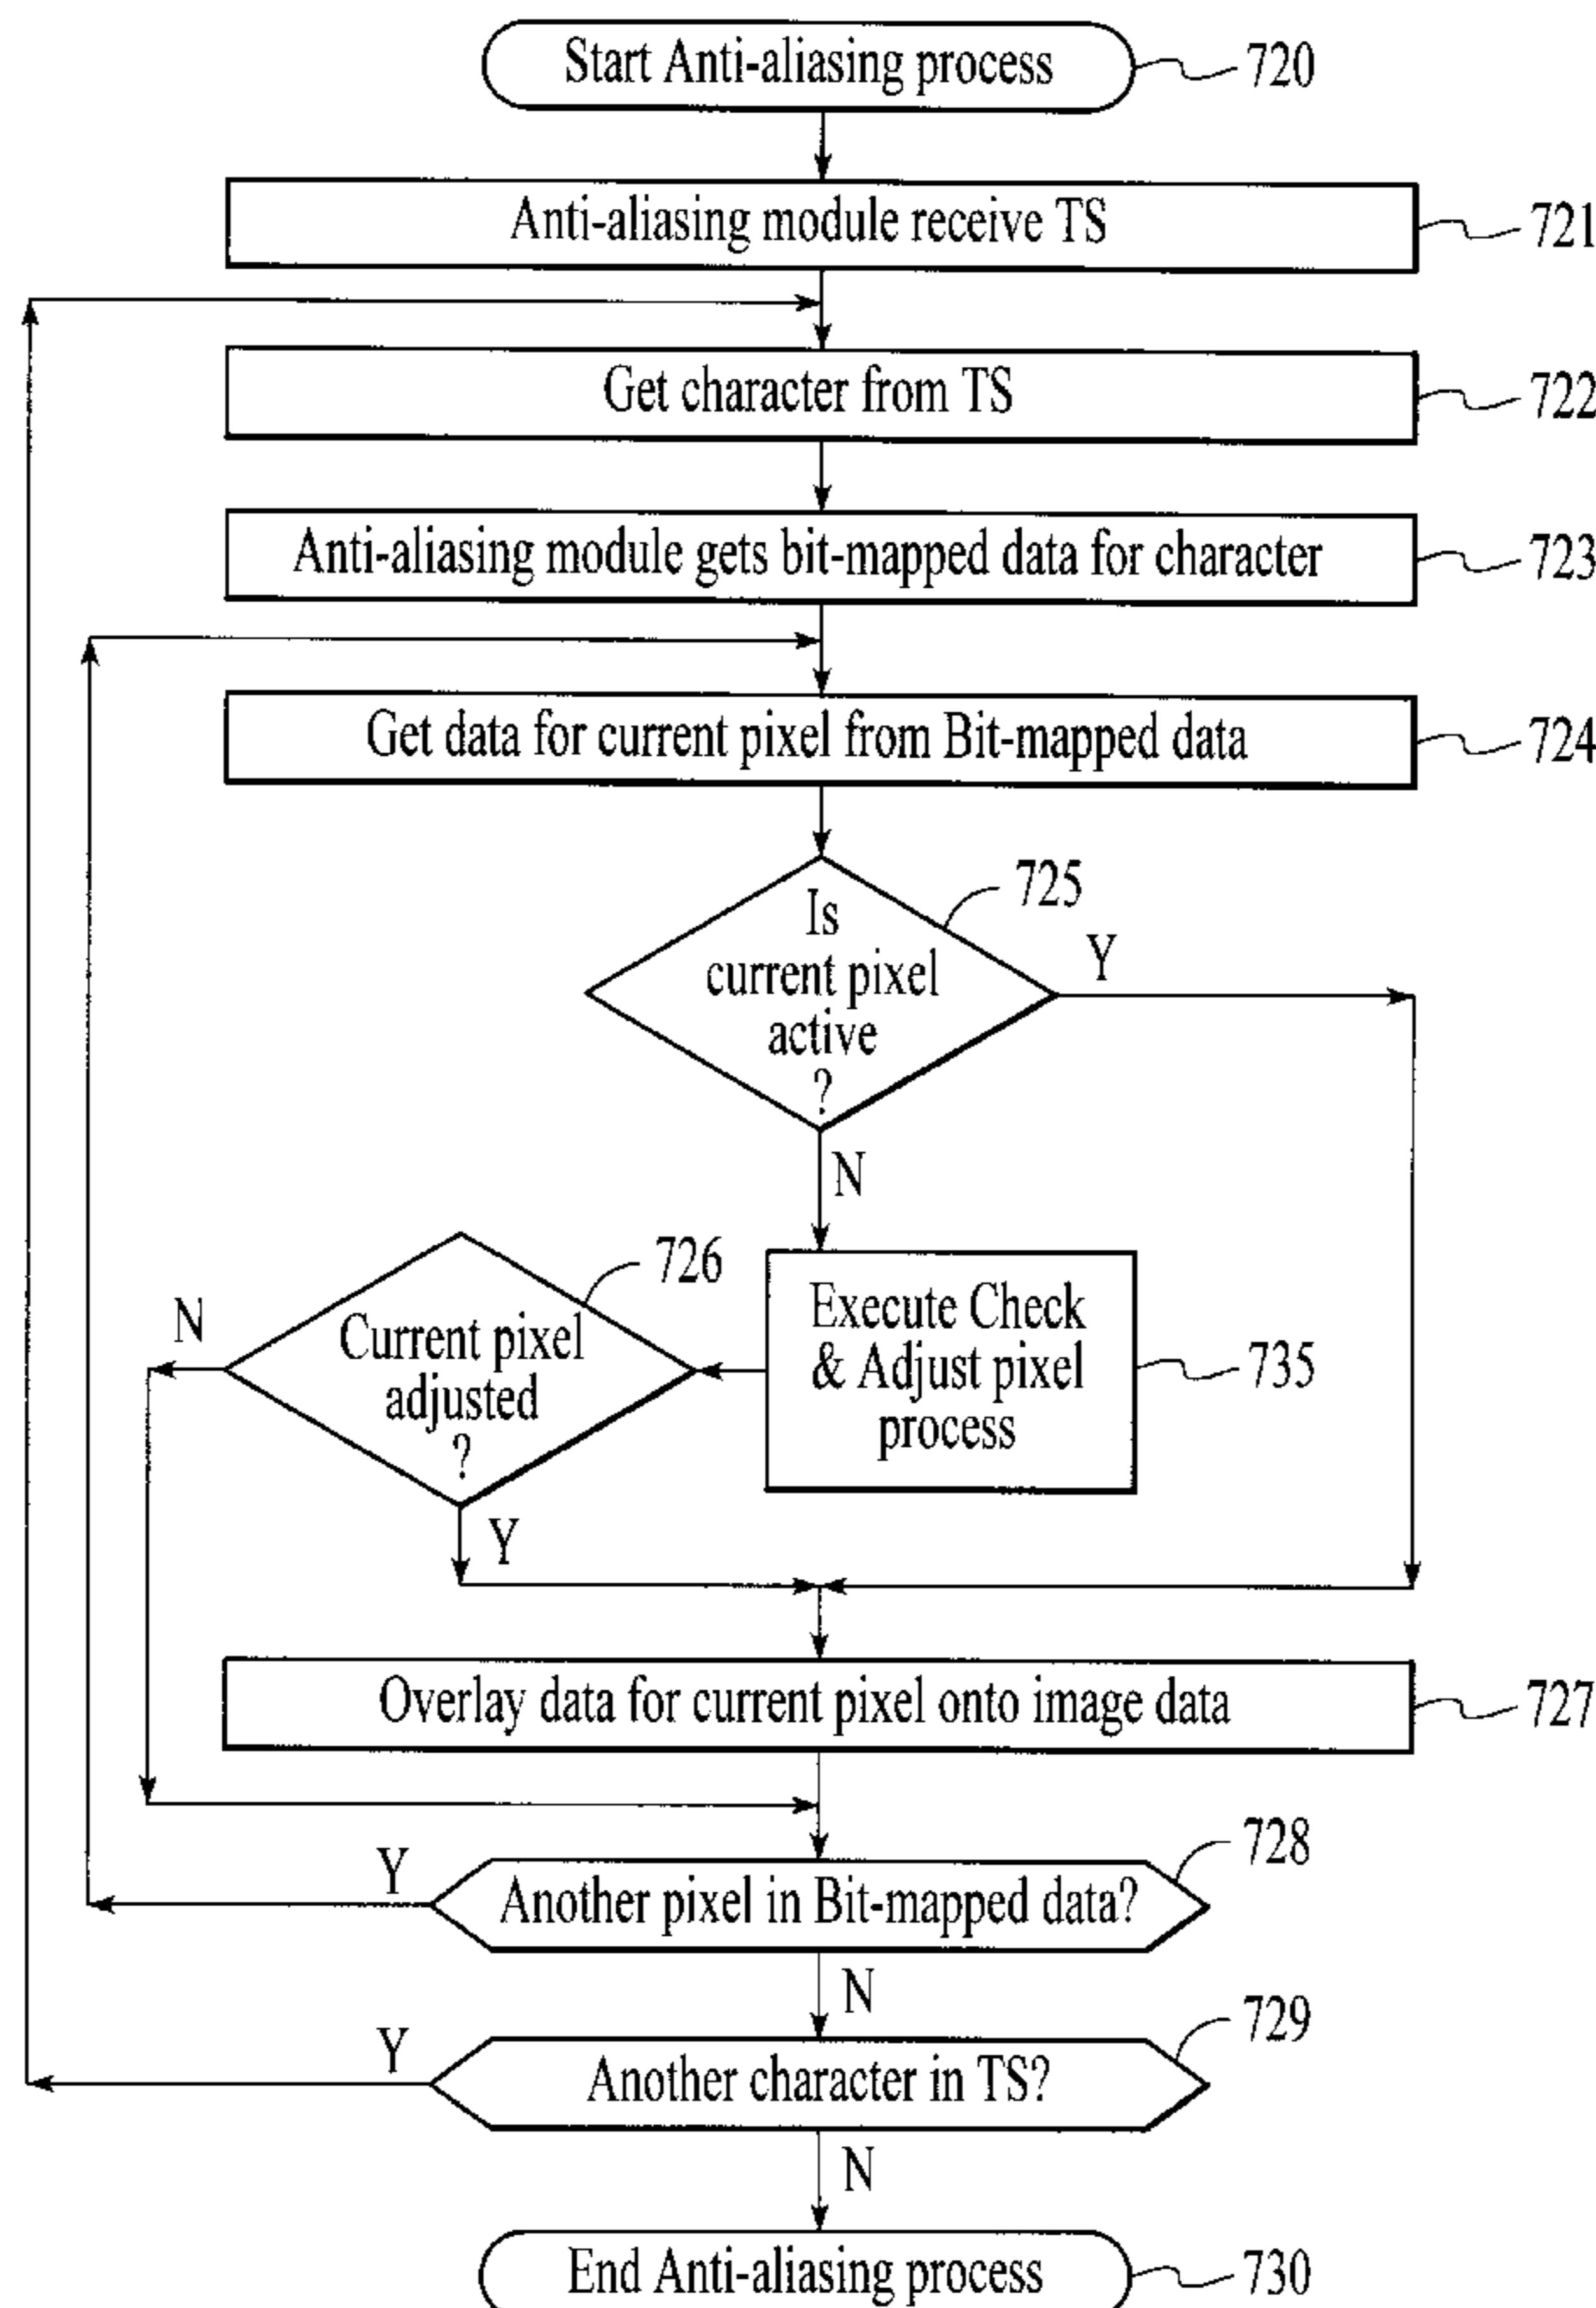 Start Anti-aliasing process
720
Anti-aliasing module receive TS
721
Get character from TS
722
Anti-aliasing module gets bit-mapped data for character
723
Get data for current pixel from Bit-mapped data
724
725
Is
current pixel
active
?
Y
N
726
Current pixel
adjusted
?
N
Y
Execute Check
& Adjust pixel
process
735
Overlay data for current pixel onto image data
727
728
Another pixel in Bit-mapped data?
Y
N
729
Another character in TS?
Y
N
End Anti-aliasing process
730